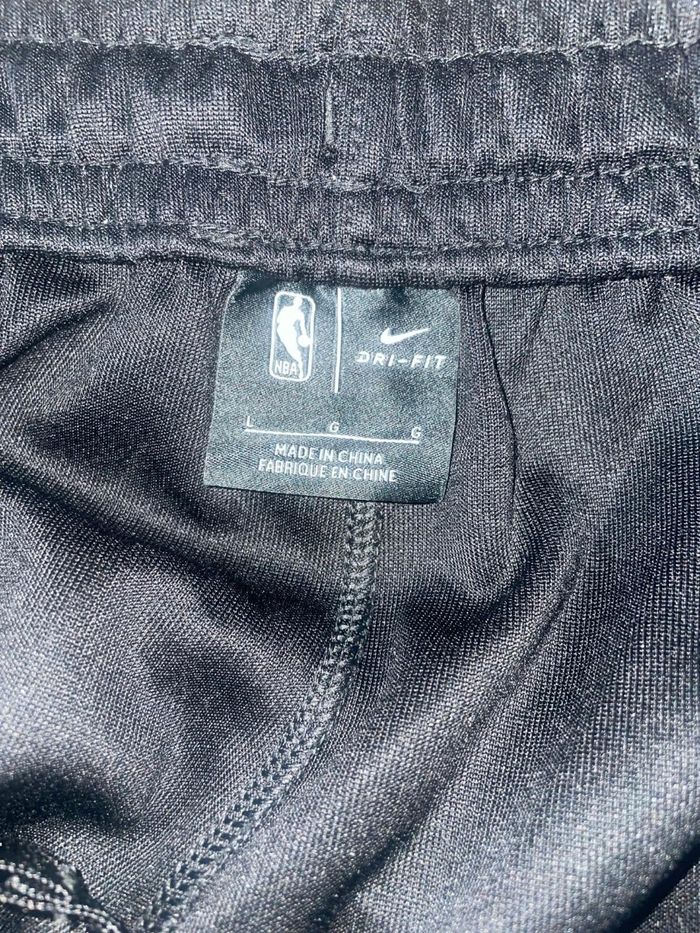 NBA
DRI-FIT
L G G
MADE IN CHINA
FABRIQUE EN CHINE